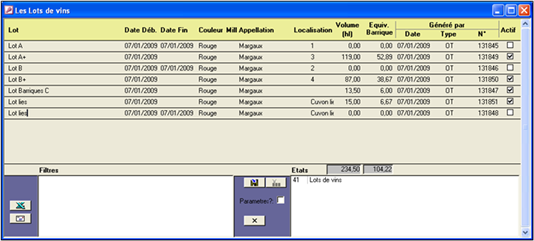 Les Lots de vins
Lot Date Déb. Date Fin Couleur Mill Appellation Localisation Volume (hl) Equiv. Barrique Généré par Date Type N° Actif
Lot A 07/01/2009 07/01/2009 Rouge Margaux 1 0,00 0,00 07/01/2009 OT 131845
Lot A+ 07/01/2009 Rouge Margaux 3 119,00 52,89 07/01/2009 OT 131849
Lot B 07/01/2009 07/01/2009 Rouge Margaux 2 0,00 0,00 07/01/2009 OT 131846
Lot B+ 07/01/2009 Rouge Margaux 4 87,00 38,67 07/01/2009 OT 131850
Lot Barriques C 07/01/2009 Rouge Margaux 13,50 6,00 07/01/2009 OT 131847
Lot lies 07/01/2009 Rouge Margaux Cuvon lie 15,00 6,67 07/01/2009 OT 131851
Lot lies 07/01/2009 07/01/2009 Rouge Margaux Cuvon lie 0,00 0,00 07/01/2009 OT 131848
Filtres Etats 234,50 104,22
41 Lots de vins
Parametres?: